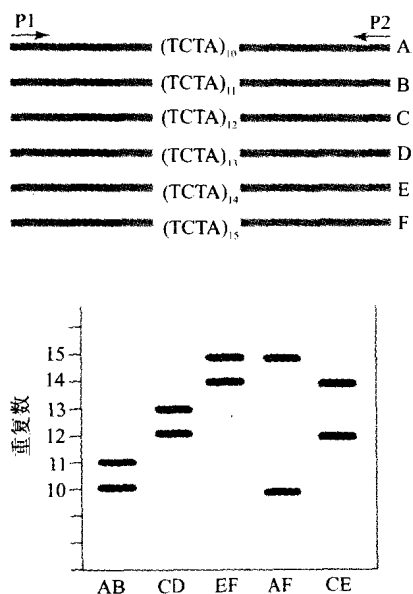 P1 P2
(TCTA)₁₀ A
(TCTA)₁₁ B
(TCTA)₁₂ C
(TCTA)₁₃ D
(TCTA)₁₄ E
(TCTA)₁₅ F
重复数
15
14
13
12
11
10
AB CD EF AF CE